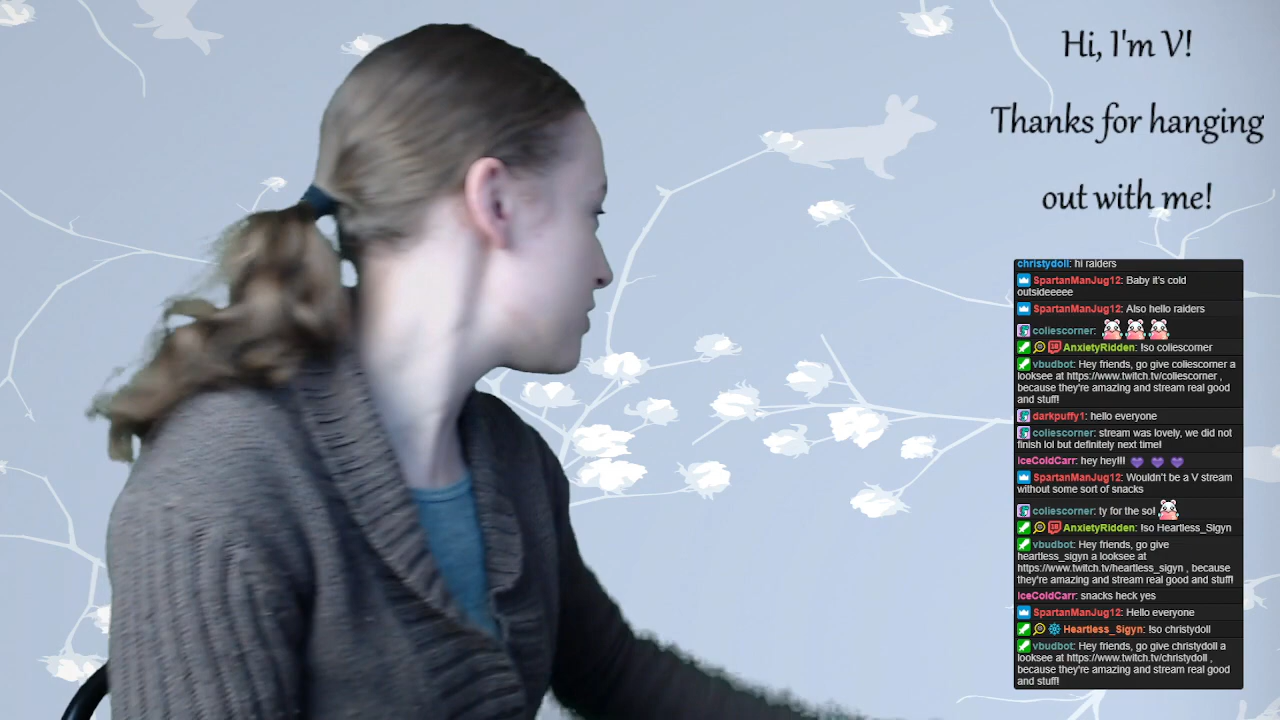 Hi, I'm V!
Thanks for hanging
out with me!
christydoll: hi raiders
SpartanManJug12: Baby it's cold
outsideeeee
SpartanManJug12: Also hello raiders
coliescorner:
AnxietyRidden: !so coliescorner
vbudbot: Hey friends, go give coliescorner a
looksee at https://www.twitch.tv/coliescorner ,
because they're amazing and stream real good
and stuff!
darkpuffy1: hello everyone
coliescorner: stream was lovely, we did not
finish lol but definitely next time!
IceColdCarr: hey hey!!!
SpartanManJug12: Wouldn't be a V stream
without some sort of snacks
coliescorner: ty for the so!
AnxietyRidden: !so Heartless_Sigyn
vbudbot: Hey friends, go give
heartless_sigyn a looksee at
https://www.twitch.tv/heartless_sigyn , because
they're amazing and stream real good and stuff!
IceColdCarr: snacks heck yes
SpartanManJug12: Hello everyone
Heartless_Sigyn: !so christydoll
vbudbot: Hey friends, go give christydoll a
looksee at https://www.twitch.tv/christydoll ,
because they're amazing and stream real good
and stuff!